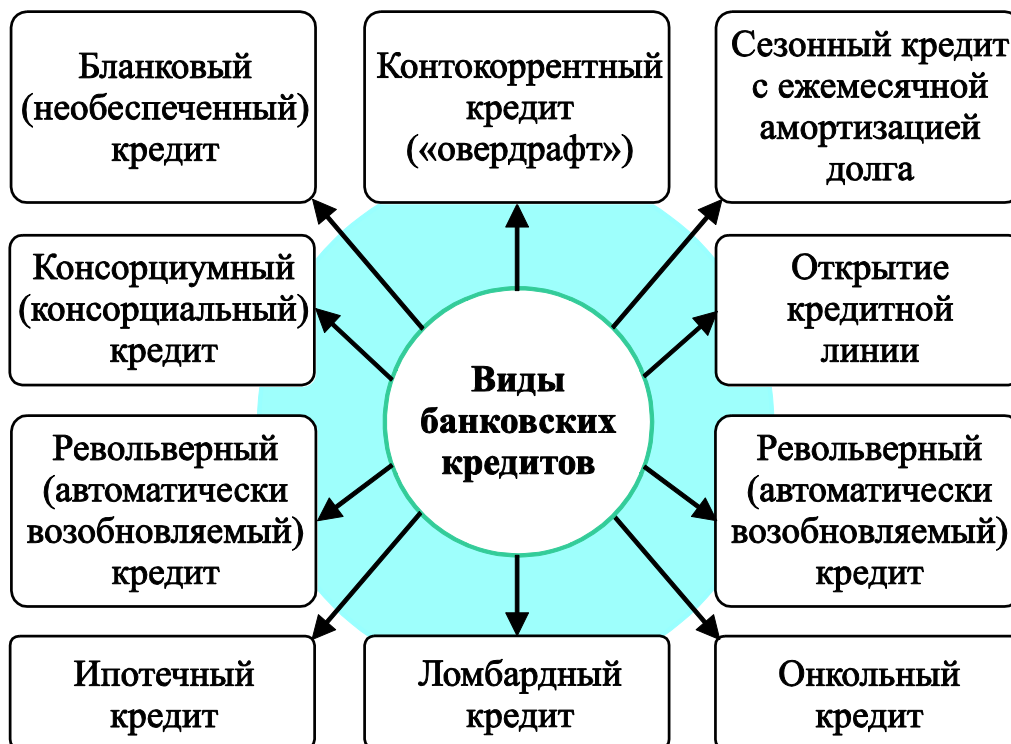 Бланковый
(необеспеченный)
кредит
Контокоррентный
кредит
(«овердрафт»)
Сезонный кредит
с ежемесячной
амортизацией
долга
Консорциумный
(консорциальный)
кредит
Виды
банковских
кредитов
Открытие
кредитной
линии
Револьверный
(автоматически
возобновляемый)
кредит
Револьверный
(автоматически
возобновляемый)
кредит
Ипотечный
кредит
Ломбардный
кредит
Онкольный
кредит